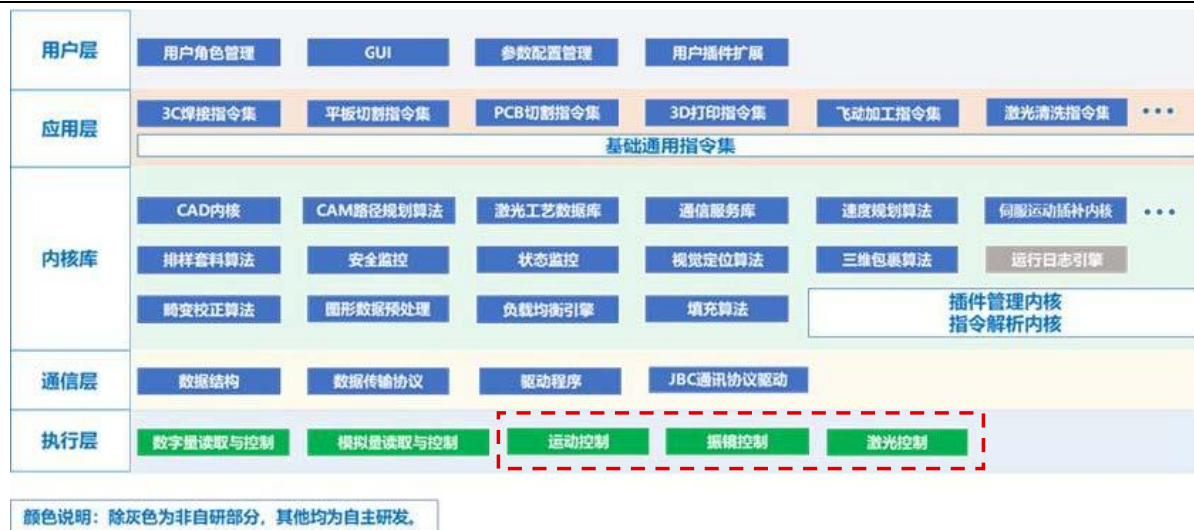 用户层 用户角色管理 GUI 参数配置管理 用户插件扩展
应用层 3C焊接指令集 平板切割指令集 PCB切割指令集 3D打印指令集 飞动加工指令集 激光清洗指令集 •••
基础通用指令集
内核库 CAD内核 CAM路径规划算法 激光工艺数据库 通信服务库 速度规划算法 伺服运动插补内核 •••
排样套料算法 安全监控 状态监控 视觉定位算法 三维包裹算法 运行日志引擎
畸变校正算法 图形数据预处理 负载均衡引擎 填充算法 插件管理内核
指令解析内核
通信层 数据结构 数据传输协议 驱动程序 JBC通讯协议驱动
执行层 数字量读取与控制 模拟量读取与控制 运动控制 振镜控制 激光控制
颜色说明：除灰色为非自研部分，其他均为自主研发。